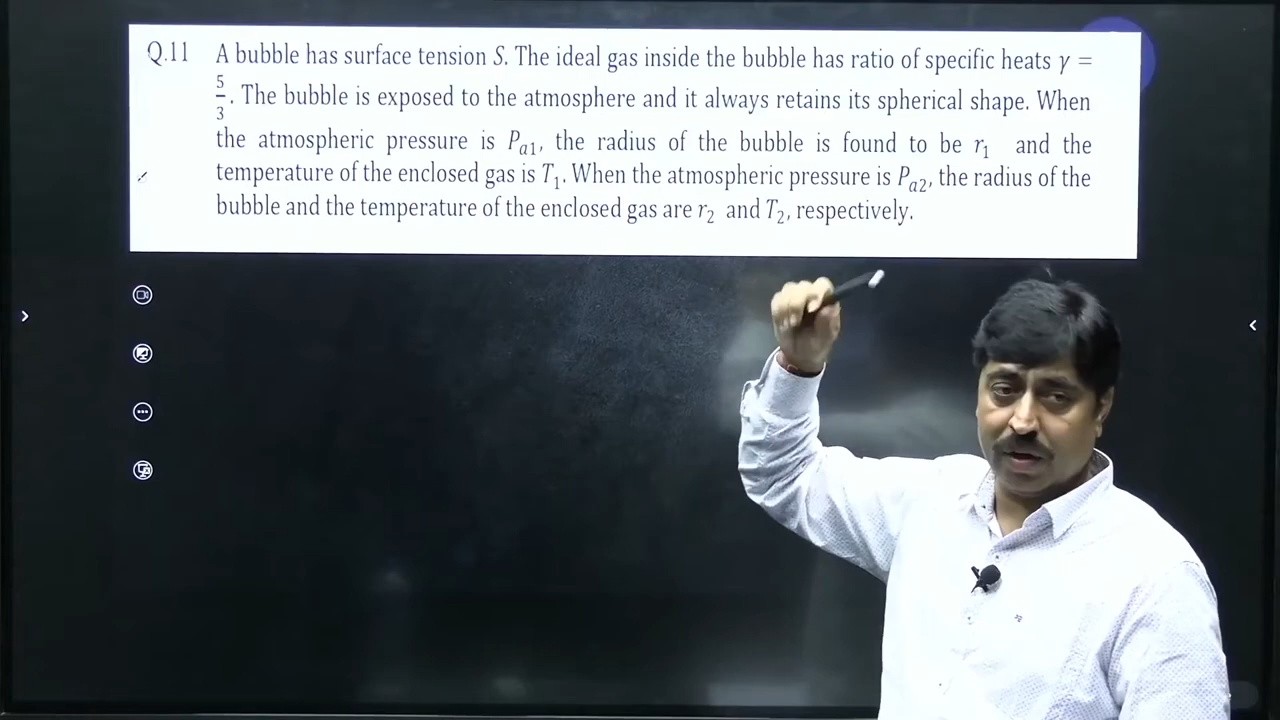 Q.11 A bubble has surface tension S. The ideal gas inside the bubble has ratio of specific heats γ =
5/3. The bubble is exposed to the atmosphere and it always retains its spherical shape. When
the atmospheric pressure is Pa1, the radius of the bubble is found to be r1 and the
temperature of the enclosed gas is T1. When the atmospheric pressure is Pa2, the radius of the
bubble and the temperature of the enclosed gas are r2 and T2, respectively.